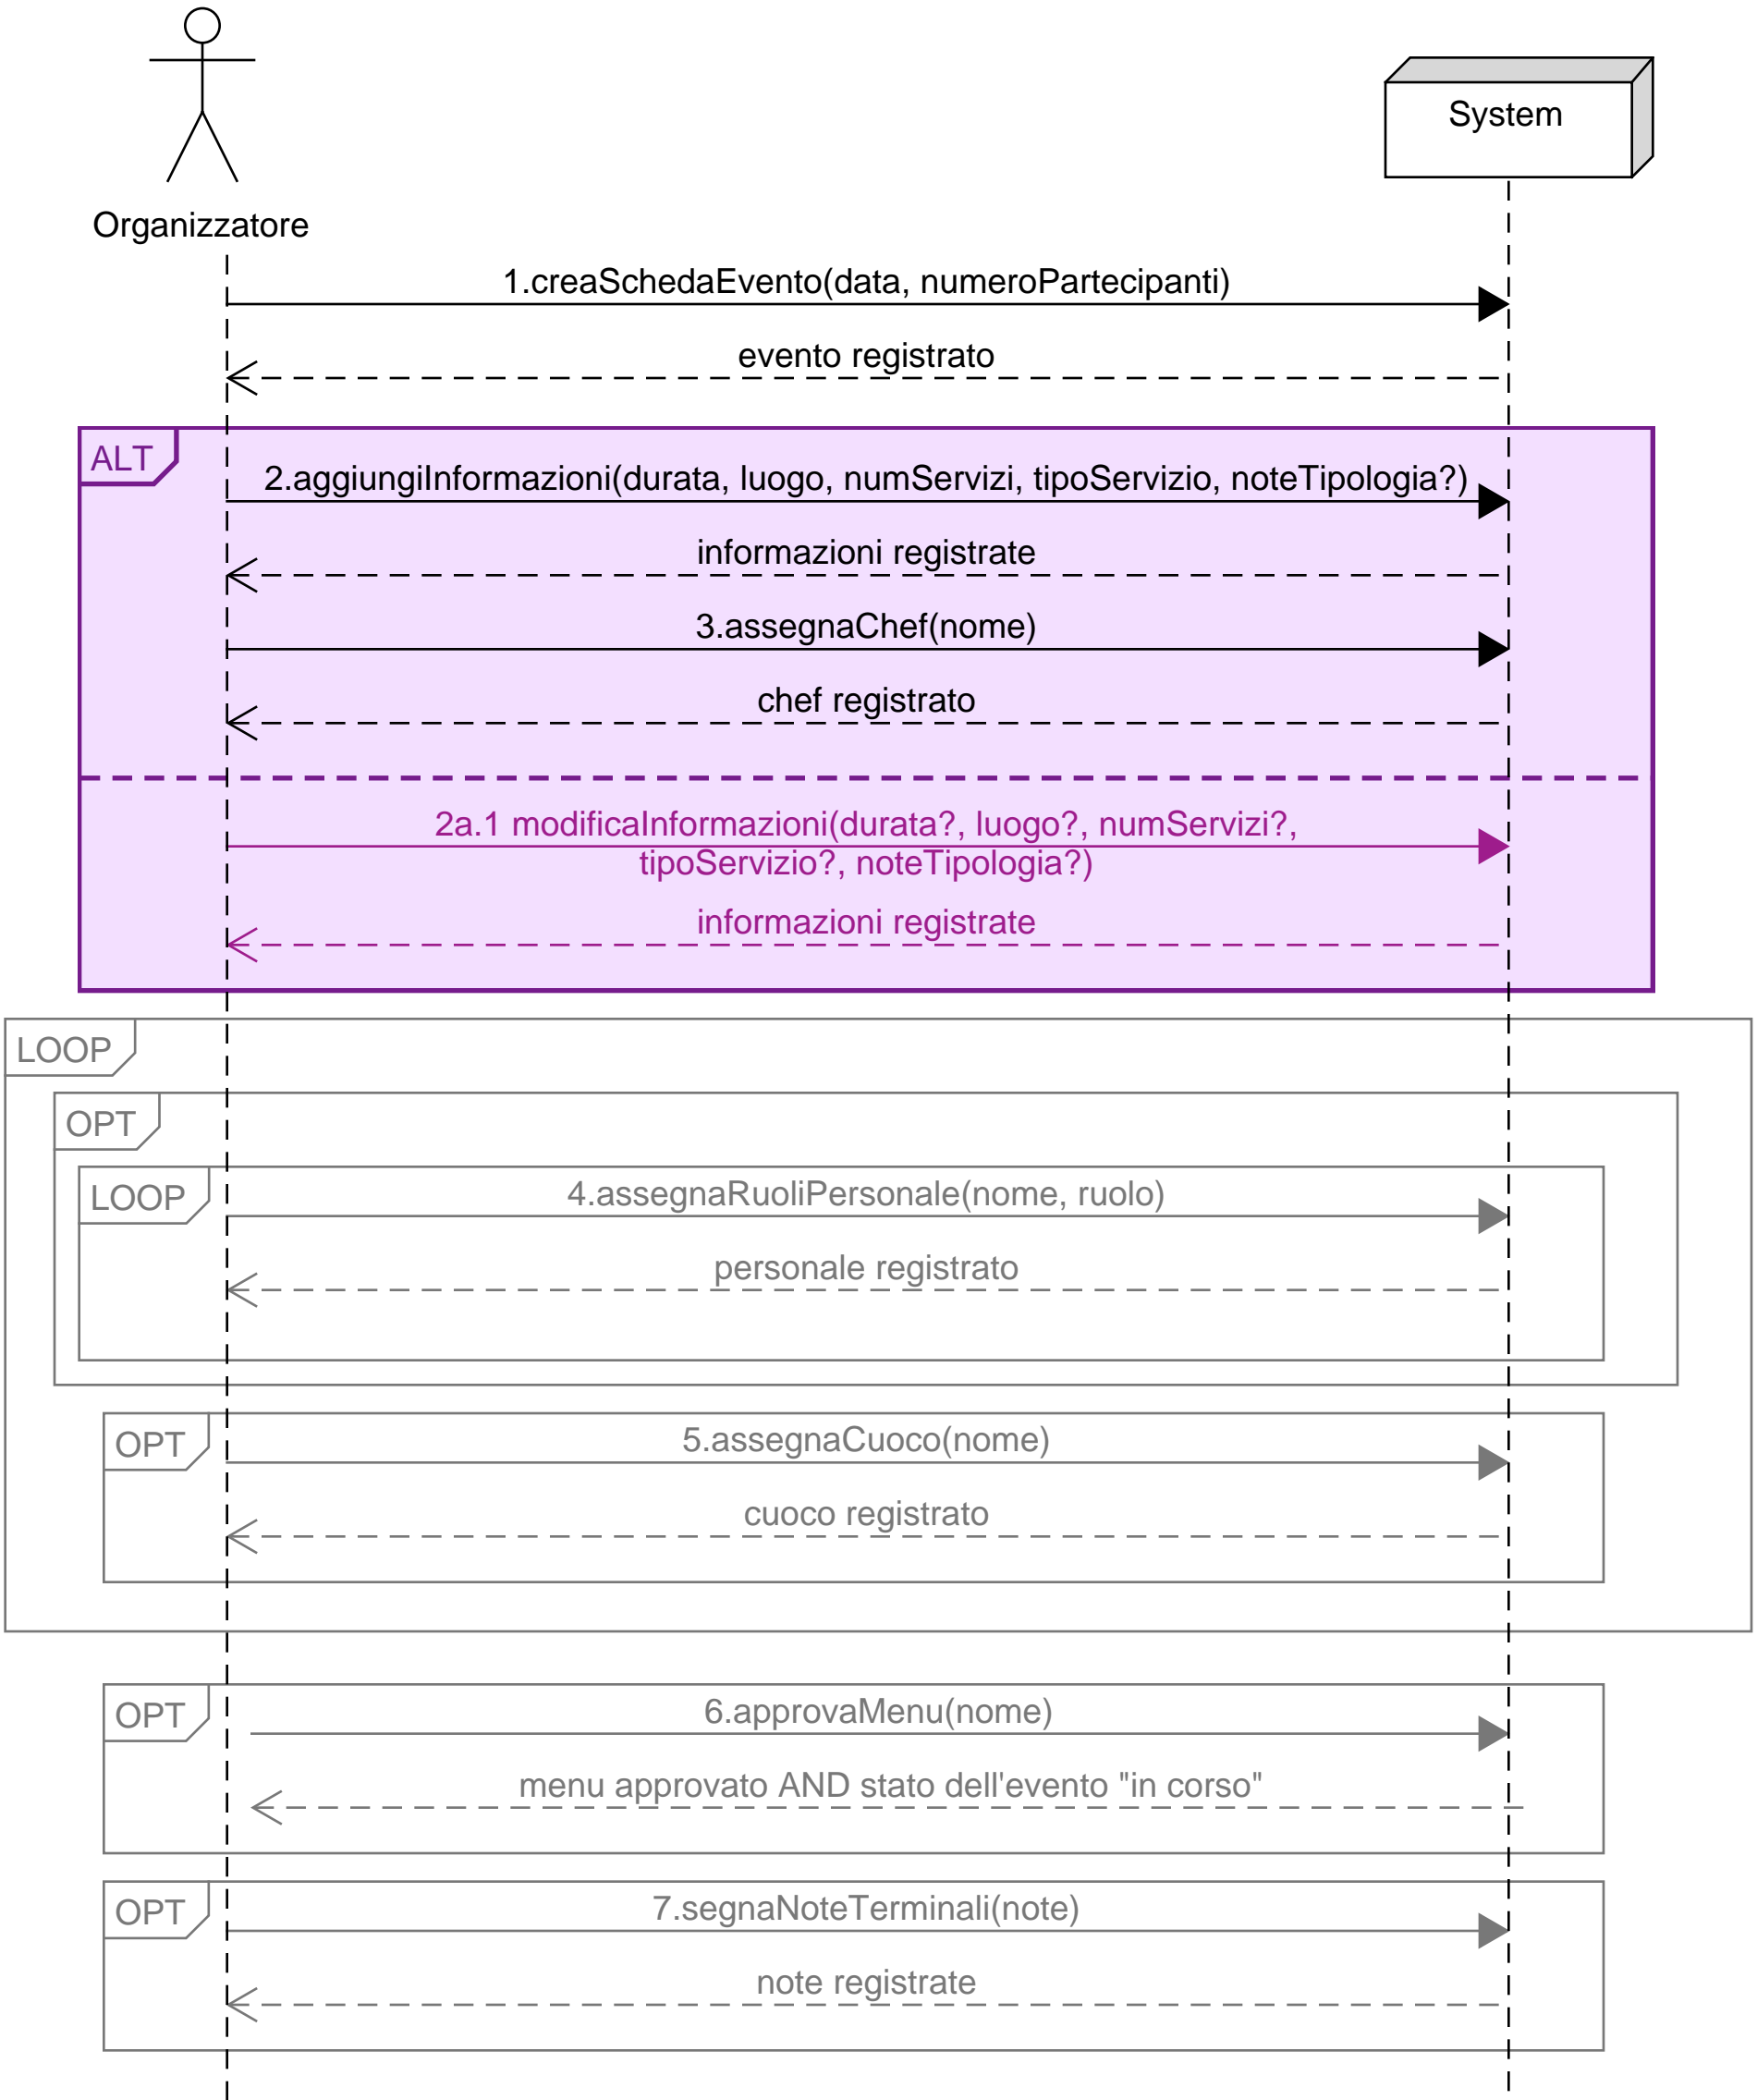 System
Organizzatore
1.creaSchedaEvento(data, numeroPartecipanti)
evento registrato
ALT
2.aggiungiInformazioni(durata, luogo, numServizi, tipoServizio, noteTipologia?)
informazioni registrate
3.assegnaChef(nome)
chef registrato
2a.1 modificaInformazioni(durata?, luogo?, numServizi?,
tipoServizio?, noteTipologia?)
informazioni registrate
LOOP
OPT
LOOP
4.assegnaRuoliPersonale(nome, ruolo)
personale registrato
OPT
5.assegnaCuoco(nome)
cuoco registrato
OPT
6.approvaMenu(nome)
menu approvato AND stato dell'evento "in corso"
OPT
7.segnaNoteTerminali(note)
note registrate